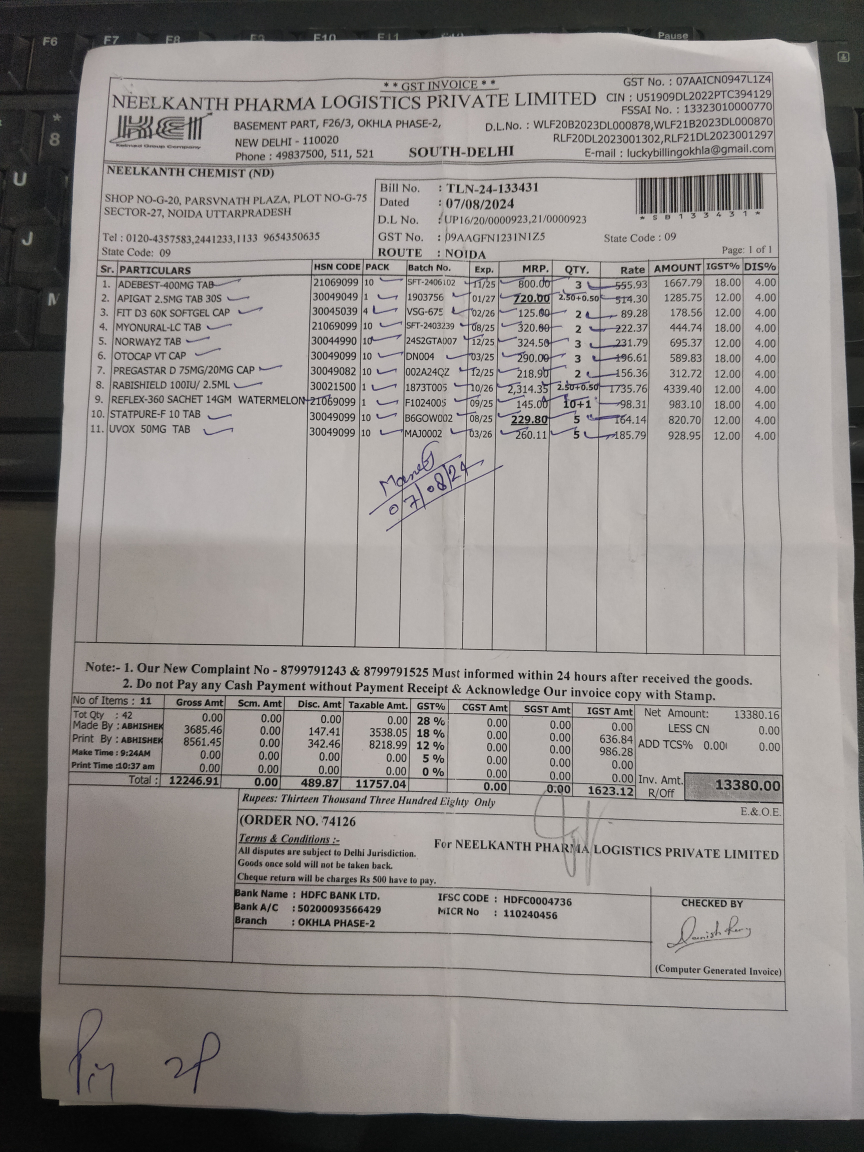 ** GST INVOICE **
GST No. : 07AAICN0947L1Z4
NEELKANTH PHARMA LOGISTICS PRIVATE LIMITED
CIN : U51909DL2022PTC394129
FSSAI No : 13323010000770
BASEMENT PART, F26/3, OKHLA PHASE-2,
D.L.No. : WLF20B2023DL000878,WLF21B2023DL000870
NEW DELHI - 110020
RLF20DL2023001302,RLF21DL2023001297
Phone : 49837500, 511, 521
SOUTH-DELHI
E-mail : luckybillingokhla@gmail.com
NEELKANTH CHEMIST (ND)
SHOP NO-G-20, PARSVNATH PLAZA, PLOT NO-G-75
SECTOR-27, NOIDA UTTARPRADESH
Tel : 0120-4357583,2441233,1133 9654350635
State Code: 09
Bill No. : TLN-24-133431
Dated : 07/08/2024
D.L No. : UP16/20/0000923,21/0000923
GST No. : 09AAGFN1231N1Z5 State Code : 09
ROUTE : NOIDA
*SB133431*
Page: 1 of 1
Sr. PARTICULARS HSN CODE PACK Batch No. Exp. MRP. QTY. Rate AMOUNT IGST% DIS%
1. ADEBEST-400MG TAB 21069099 10 SFT-2406102 11/25 800.00 3 555.93 1667.79 18.00 4.00
2. APIGAT 2.5MG TAB 30S 30049049 1 1903756 01/27 720.00 2.50+0.50 514.30 1285.75 12.00 4.00
3. FIT D3 60K SOFTGEL CAP 30045039 4 VSG-675 02/26 125.00 2 89.28 178.56 12.00 4.00
4. MYONURAL-LC TAB 21069099 10 SFT-2403239 08/25 320.00 2 222.37 444.74 18.00 4.00
5. NORWAYZ TAB 30044990 10 24S2GTA007 12/25 324.50 3 231.79 695.37 12.00 4.00
6. OTOCAP VT CAP 30049099 10 DN004 03/25 290.00 3 196.61 589.83 18.00 4.00
7. PREGASTAR D 75MG/20MG CAP 30049082 10 002A24QZ 12/25 218.90 2 156.36 312.72 12.00 4.00
8. RABISHIELD 100IU/ 2.5ML 30021500 1 1873T005 10/26 2,314.35 2.50+0.50 1735.76 4339.40 12.00 4.00
9. REFLEX-360 SACHET 14GM WATERMELON 21069099 1 F1024005 09/25 145.00 10+1 98.31 983.10 18.00 4.00
10. STATPURE-F 10 TAB 30049099 10 B6GOW002 08/25 229.80 5 164.14 820.70 12.00 4.00
11. UVOX 50MG TAB 30049099 10 MAJ0002 03/26 260.11 5 185.79 928.95 12.00 4.00
07/08/24
Note:- 1. Our New Complaint No - 8799791243 & 8799791525 Must informed within 24 hours after received the goods.
2. Do not Pay any Cash Payment without Payment Receipt & Acknowledge Our invoice copy with Stamp.
No of Items : 11 Gross Amt Scm. Amt Disc. Amt Taxable Amt. GST% CGST Amt SGST Amt IGST Amt
Tot Qty : 42 0.00 0.00 0.00 0.00 28 % 0.00 0.00 0.00
Made By : ABHISHEK 3685.46 0.00 147.41 3538.05 18 % 0.00 0.00 636.84
Print By : ABHISHEK 8561.45 0.00 342.46 8218.99 12 % 0.00 0.00 986.28
Make Time : 9:24AM 0.00 0.00 0.00 0.00 5 % 0.00 0.00 0.00
Print Time :10:37 am 0.00 0.00 0.00 0.00 0 % 0.00 0.00 0.00
Total : 12246.91 0.00 489.87 11757.04 0.00 0.00 1623.12
Net Amount: 13380.16
LESS CN 0.00
ADD TCS% 0.00 0.00
Inv. Amt. R/Off 13380.00
E.& O.E.
Rupees: Thirteen Thousand Three Hundred Eighty Only
(ORDER NO. 74126
Terms & Conditions :-
All disputes are subject to Delhi Jurisdiction.
Goods once sold will not be taken back.
Cheque return will be charges Rs 500 have to pay.
For NEELKANTH PHARMA LOGISTICS PRIVATE LIMITED
Bank Name : HDFC BANK LTD. IFSC CODE : HDFC0004736
Bank A/C : 50200093566429 MICR No : 110240456
Branch : OKHLA PHASE-2
CHECKED BY
(Computer Generated Invoice)